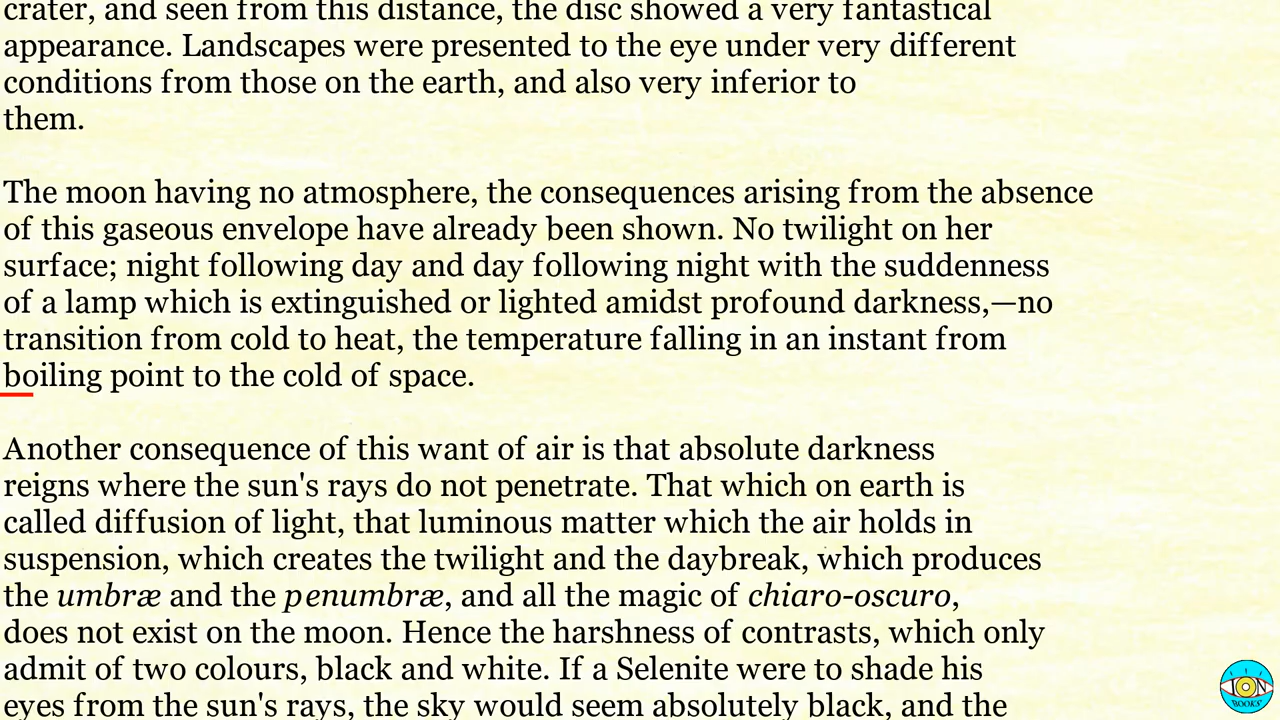 crater, and seen from this distance, the disc showed a very fantastical
appearance. Landscapes were presented to the eye under very different
conditions from those on the earth, and also very inferior to
them.
The moon having no atmosphere, the consequences arising from the absence
of this gaseous envelope have already been shown. No twilight on her
surface; night following day and day following night with the suddenness
of a lamp which is extinguished or lighted amidst profound darkness,—no
transition from cold to heat, the temperature falling in an instant from
boiling point to the cold of space.
Another consequence of this want of air is that absolute darkness
reigns where the sun's rays do not penetrate. That which on earth is
called diffusion of light, that luminous matter which the air holds in
suspension, which creates the twilight and the daybreak, which produces
the umbræ and the penumbræ, and all the magic of chiaro-oscuro,
does not exist on the moon. Hence the harshness of contrasts, which only
admit of two colours, black and white. If a Selenite were to shade his
eyes from the sun's rays, the sky would seem absolutely black, and the
ION
BOOKS